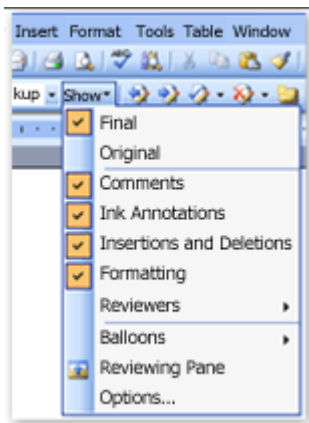 Insert Format Tools Table Window
kup Show
Final
Original
Comments
Ink Annotations
Insertions and Deletions
Formatting
Reviewers
Balloons
Reviewing Pane
Options...